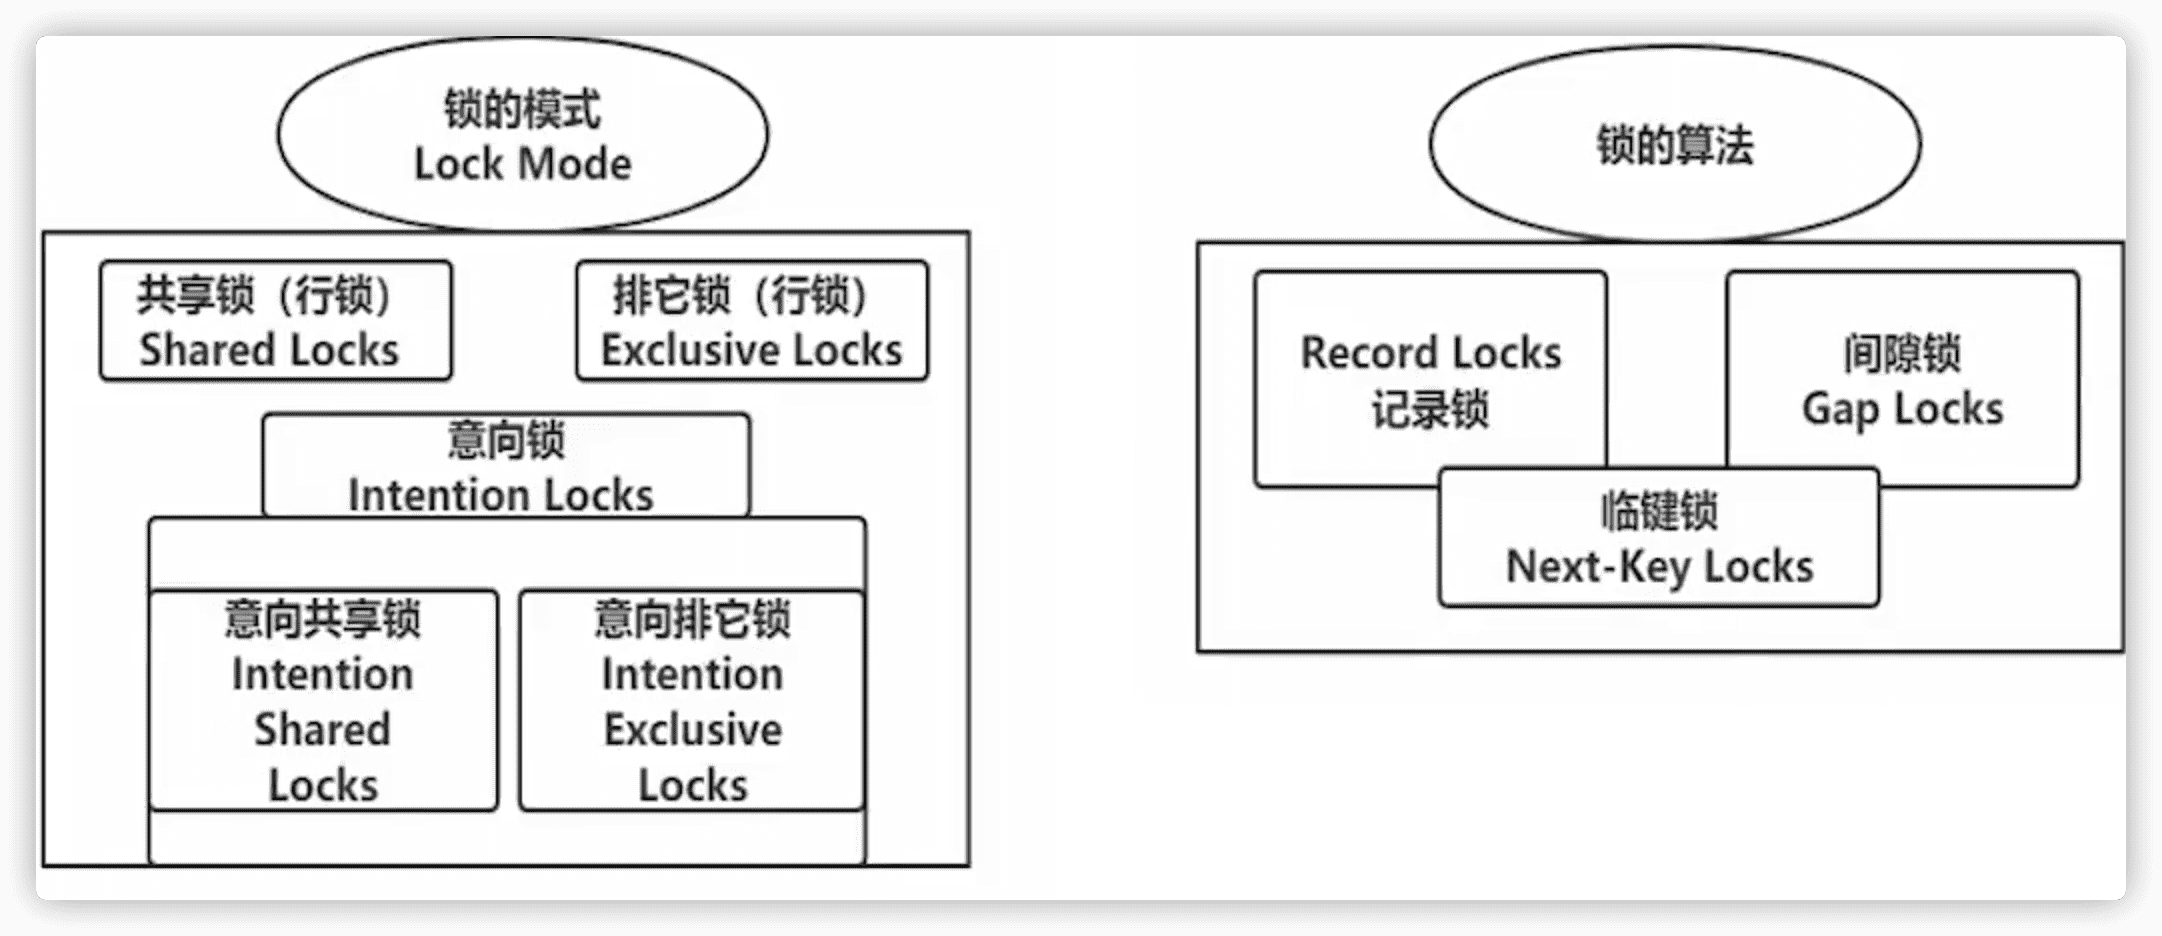 锁的模式
Lock Mode
共享锁（行锁）
Shared Locks
排它锁（行锁）
Exclusive Locks
意向锁
Intention Locks
意向共享锁
Intention
Shared
Locks
意向排它锁
Intention
Exclusive
Locks
锁的算法
Record Locks
记录锁
间隙锁
Gap Locks
临键锁
Next-Key Locks